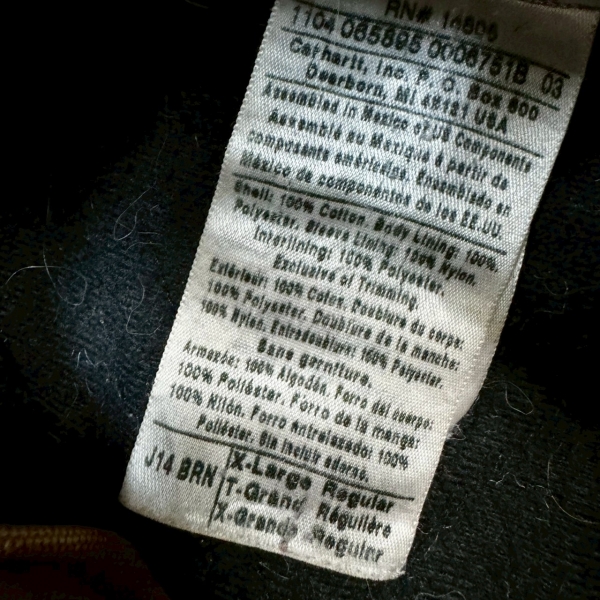 RN# 14806
1104 065895 00067518 03
Carhartt, Inc. P. O. Box 600
Dearborn, MI 48121 USA
Assembled in Mexico of US Components
Assemblé au Mexique à partir de
composants américains. Ensamblado en
México de componentes de los EE.UU.
Shell: 100% Cotton. Body Lining: 100%
Polyester. Sleeve Lining: 100% Nylon.
Interlining: 100% Polyester.
Exclusive of Trimming.
Extérieur: 100% Coton. Doublure du corps:
100% Polyester. Doublure de la manche:
100% Nylon. Entredoublure: 100% Polyester.
Sans garniture.
Armazón: 100% Algodón. Forro del cuerpo:
100% Poliéster. Forro de la manga:
100% Nilón. Forro entrelazado: 100%
Poliéster. Sin incluir adorno.
J14 BRN
X-Large Regular
T-Grand Régulière
X-Grande Regular